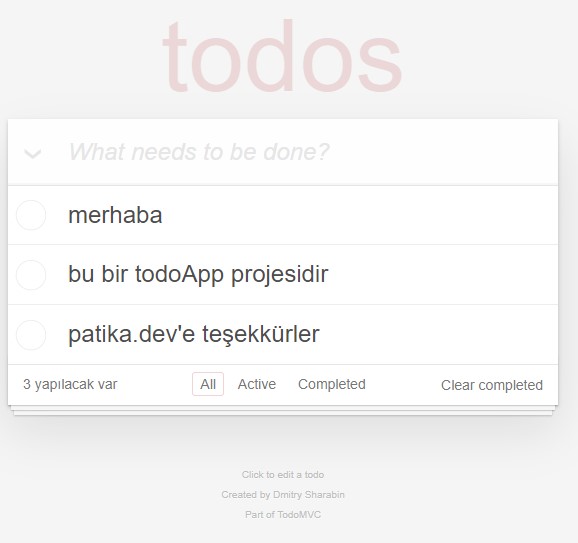 todos
What needs to be done?
merhaba
bu bir todoApp projesidir
patika.dev'e teşekkürler
3 yapılacak var All Active Completed Clear completed
Click to edit a todo
Created by Dmitry Sharabin
Part of TodoMVC